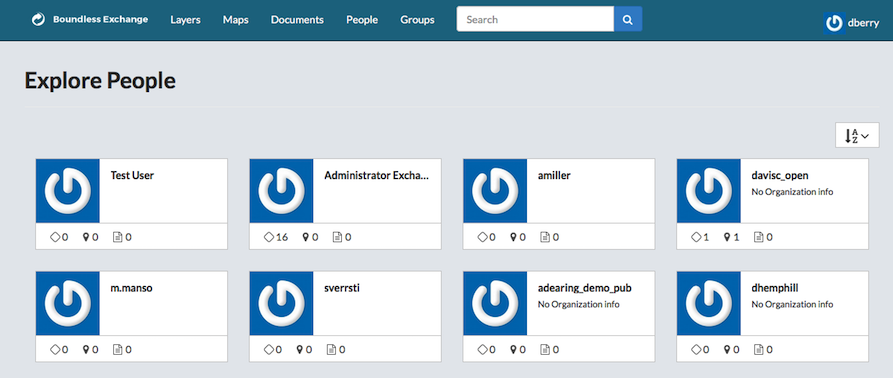 Boundless Exchange Layers Maps Documents People Groups Search dberry
Explore People
Test User
0 0 0
Administrator Excha...
16 0 0
amiller
0 0 0
davisc_open
No Organization info
1 1 0
m.manso
0 0 0
sverrsti
0 0 0
adearing_demo_pub
No Organization info
0 0 0
dhemphill
No Organization info
0 0 0